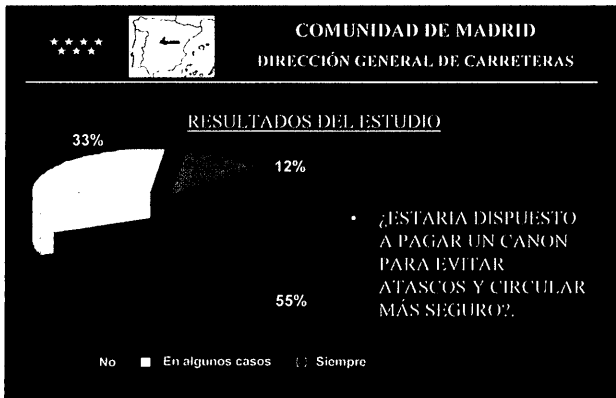 COMUNIDAD DE MADRID
DIRECCIÓN GENERAL DE CARRETERAS
RESULTADOS DEL ESTUDIO
33%
12%
55%
• ¿ESTARIA DISPUESTO
A PAGAR UN CANON
PARA EVITAR
ATASCOS Y CIRCULAR
MÁS SEGURO?.
No En algunos casos Siempre